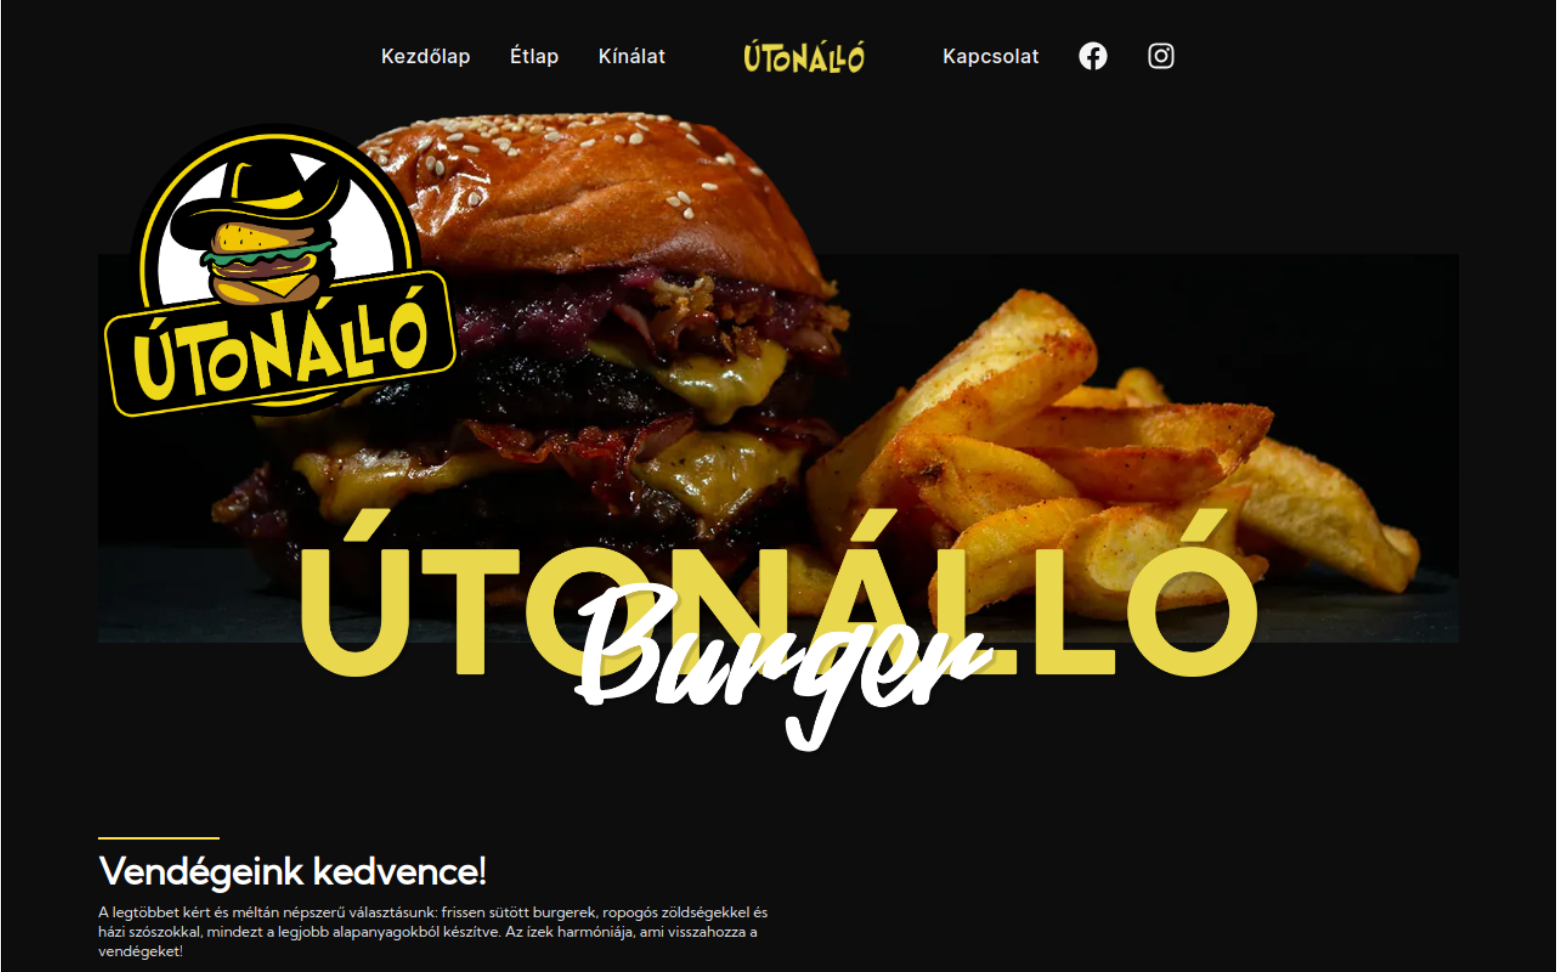 Kezdőlap Étlap Kínálat ÚTONÁLLÓ Kapcsolat
ÚTONÁLLÓ
ÚTONÁLLÓ
Burger
Vendégeink kedvence!
A legtöbbet kért és méltán népszerű választásunk: frissen sütött burgerek, ropogós zöldségekkel és
házi szószokkal, mindezt a legjobb alapanyagokból készítve. Az ízek harmóniája, ami visszahozza a
vendégeket!